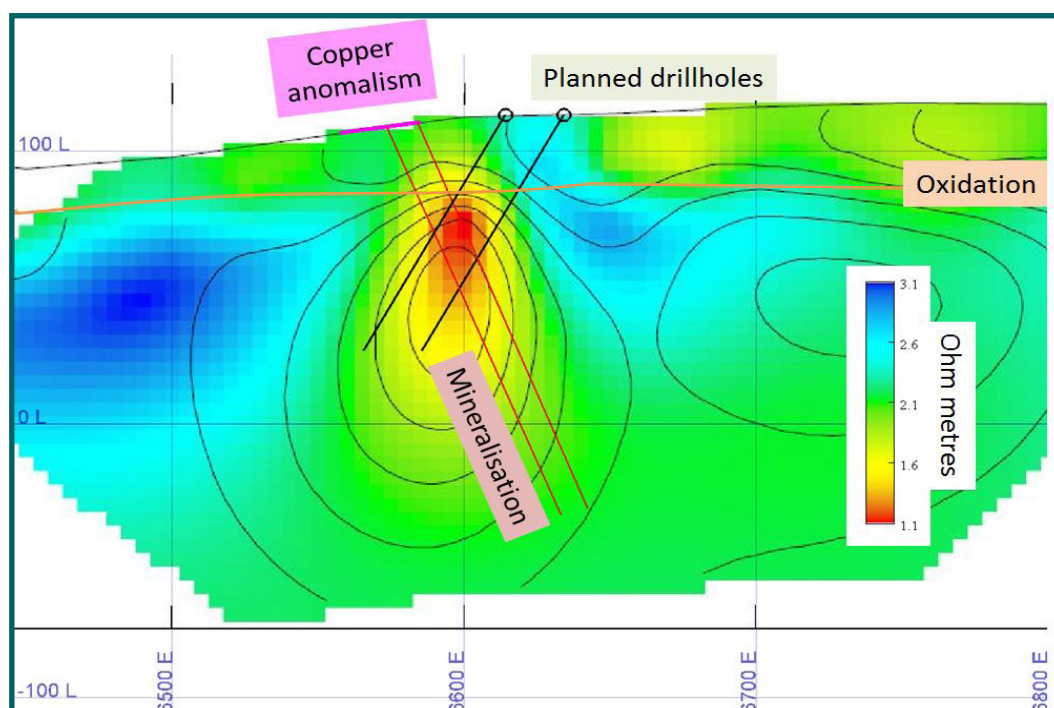 Copper
anomalism
Planned drillholes
100 L
Oxidation
3.1
2.6
2.1
1.6
1.1
Ohm metres
Mineralisation
0 L
-100 L
6500 E
6600 E
6700 E
6800 E